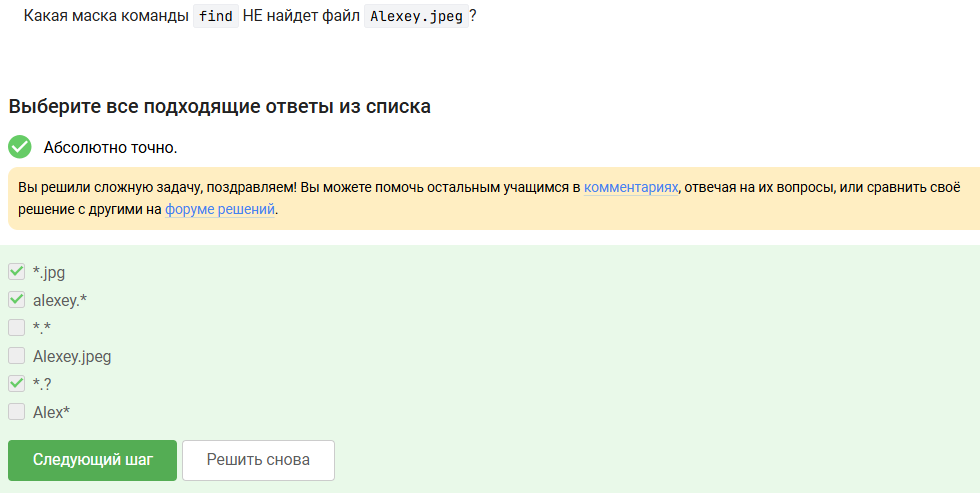 Какая маска команды find НЕ найдет файл Alexey.jpeg?
Выберите все подходящие ответы из списка
Абсолютно точно.
Вы решили сложную задачу, поздравляем! Вы можете помочь остальным учащимся в комментариях, отвечая на их вопросы, или сравнить своё
решение с другими на форуме решений.
*.jpg
alexey.*
*.*
Alexey.jpeg
*.?
Alex*
Следующий шаг
Решить снова